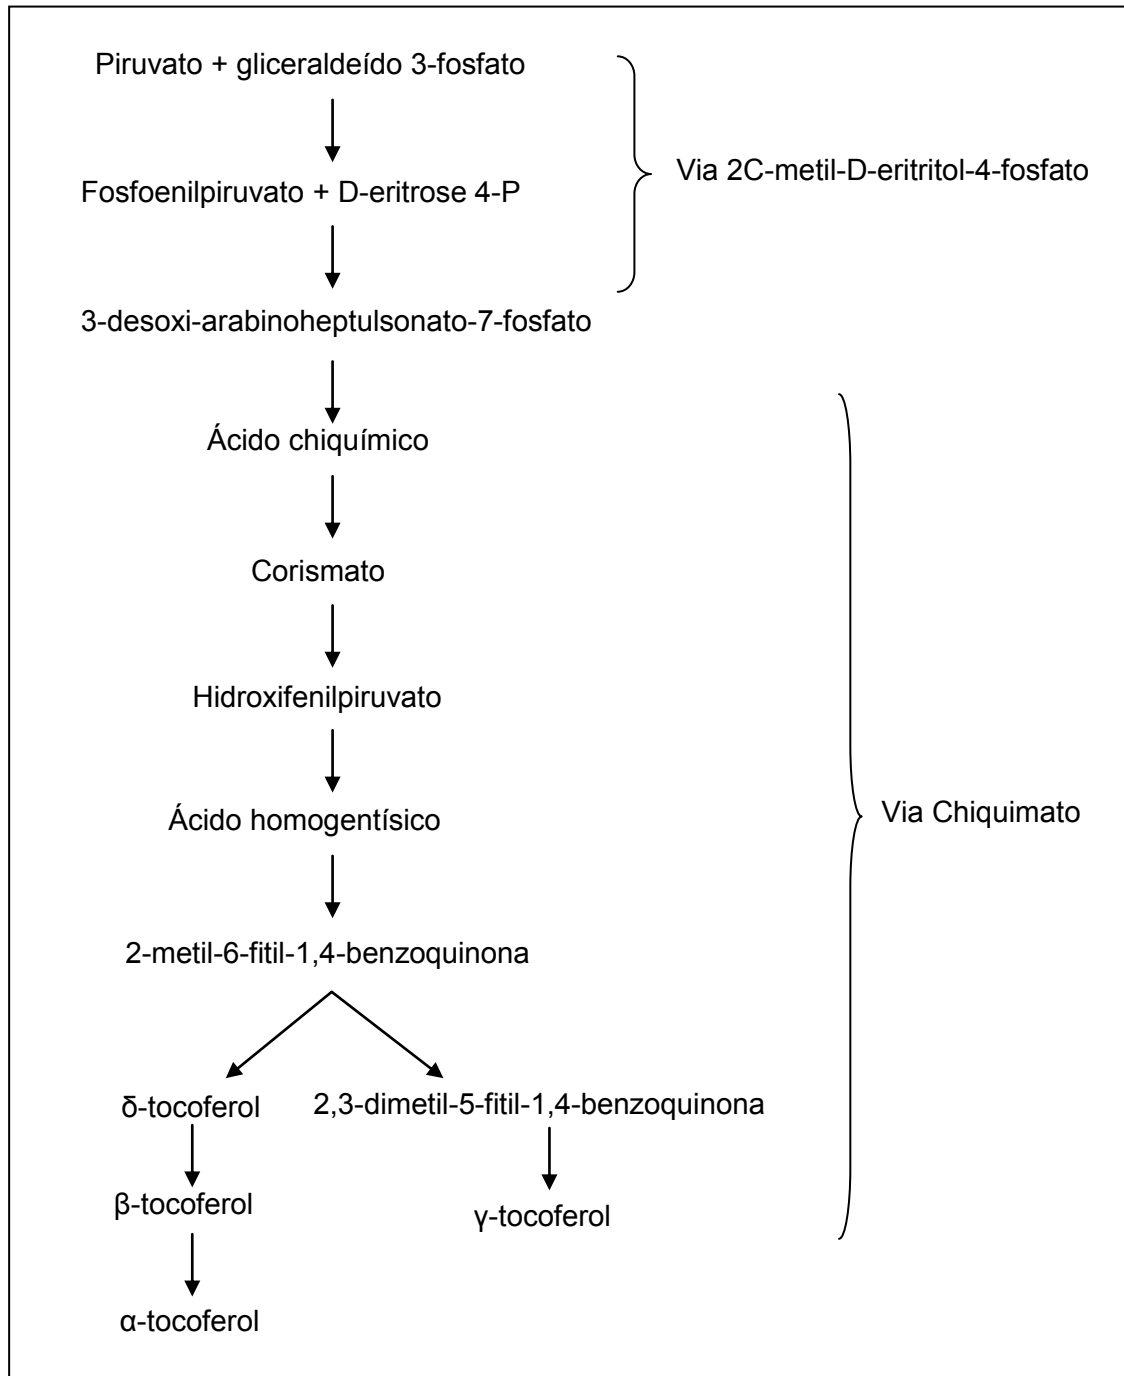 Piruvato + gliceraldeído 3-fosfato
Via 2C-metil-D-eritritol-4-fosfato
Fosfoenilpiruvato + D-eritrose 4-P
3-desoxi-arabinoheptulsonato-7-fosfato
Ácido chiquímico
Corismato
Hidroxifenilpiruvato
Via Chiquimato
Ácido homogentísico
2-metil-6-fitil-1,4-benzoquinona
δ-tocoferol
2,3-dimetil-5-fitil-1,4-benzoquinona
β-tocoferol
γ-tocoferol
α-tocoferol